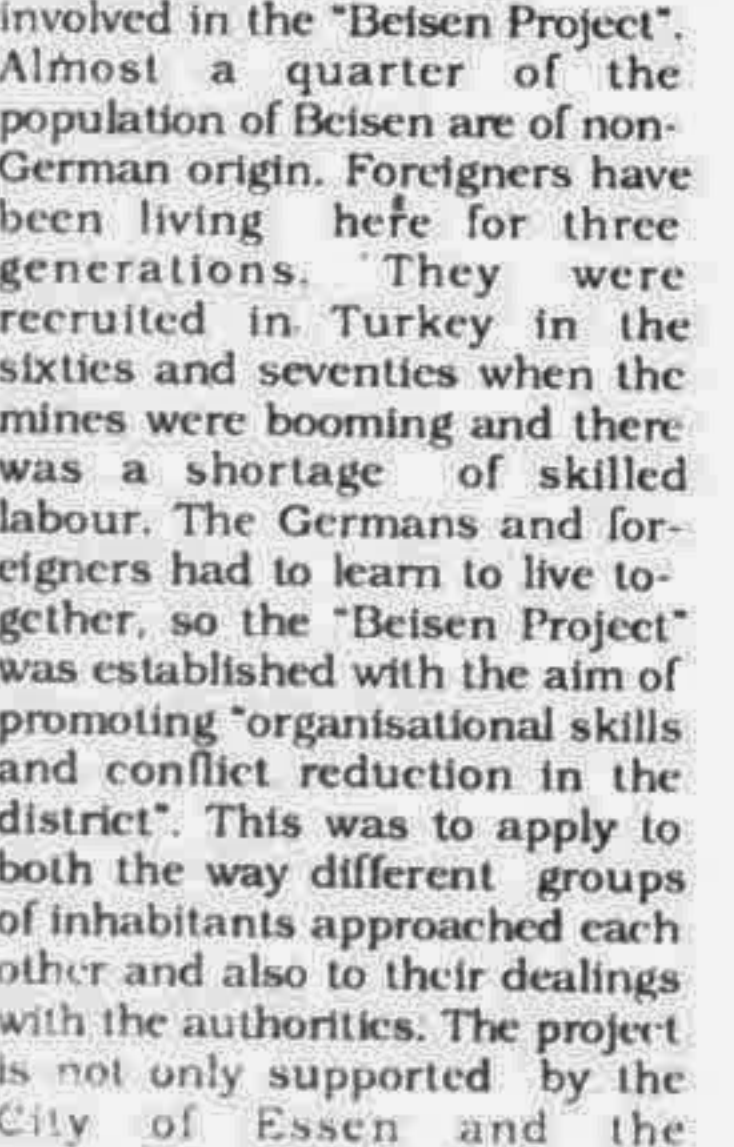 involved in the "Beisen Project".
Almost a quarter of the
population of Beisen are of non-
German origin. Foreigners have
been living here for three
generations. They were
recruited in Turkey in the
sixties and seventies when the
mines were booming and there
was a shortage of skilled
labour. The Germans and for-
eigners had to learn to live to-
gether, so the "Beisen Project"
was established with the aim of
promoting "organisational skills
and conflict reduction in the
district". This was to apply to
both the way different groups
of inhabitants approached each
other and also to their dealings
with the authorities. The project
is not only supported by the
City of Essen and the